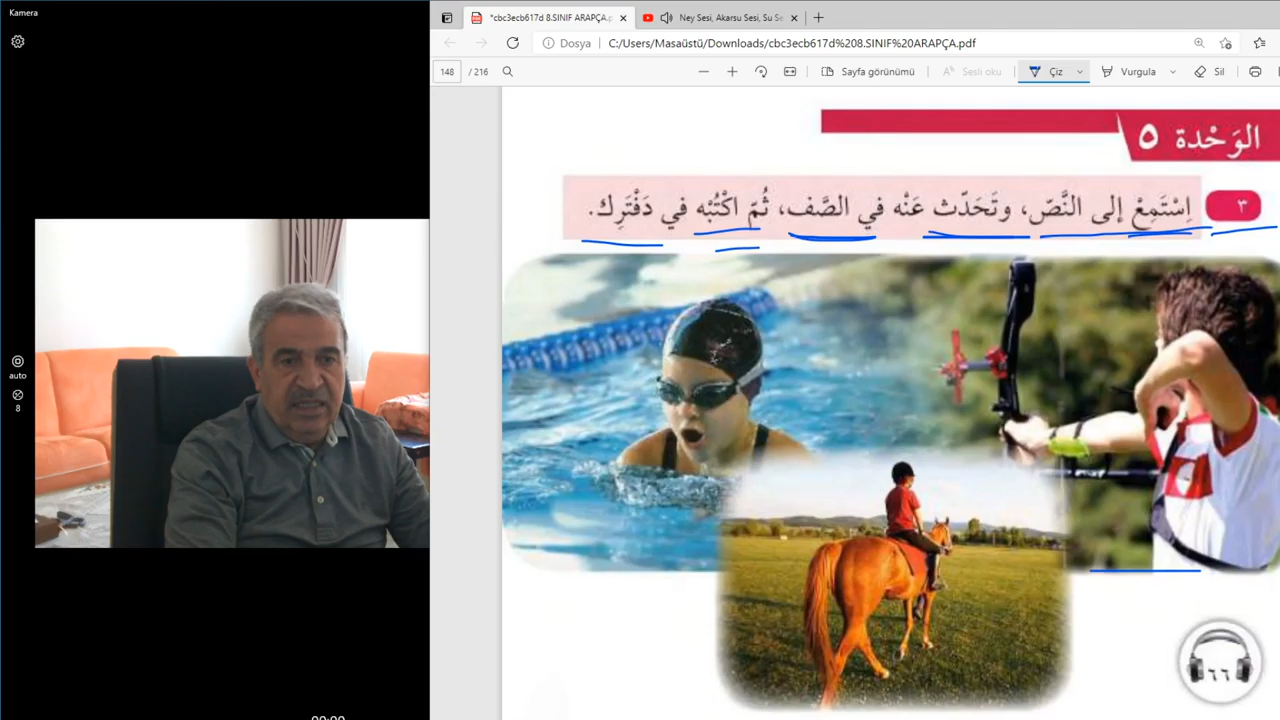 Kamera
auto
8
00:00
*cbc3ecb617d 8.SINIF ARAPÇA.p
Ney Sesi, Akarsu Sesi, Su Se
Dosya
C:/Users/Masaüstü/Downloads/cbc3ecb617d%208.SINIF%20ARAPÇA.pdf
148 / 216
Sayfa görünümü
Sesli oku
Çiz
Vurgula
Sil
الوَحْدة ٥
٣ اِسْتَمِعْ إلى النَّصّ، وتَحَدّث عَنْه في الصَّف، ثُمّ اكْتُبْه في دَفْتَرِك.
٦٦